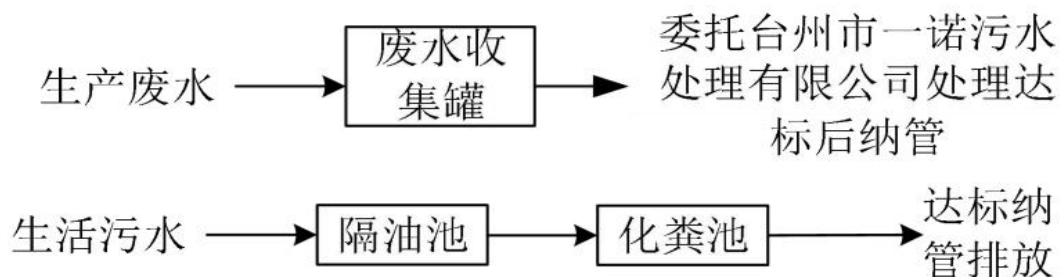 生产废水
废水收
集罐
委托台州市一诺污水
处理有限公司处理达
标后纳管
生活污水
隔油池
化粪池
达标纳
管排放